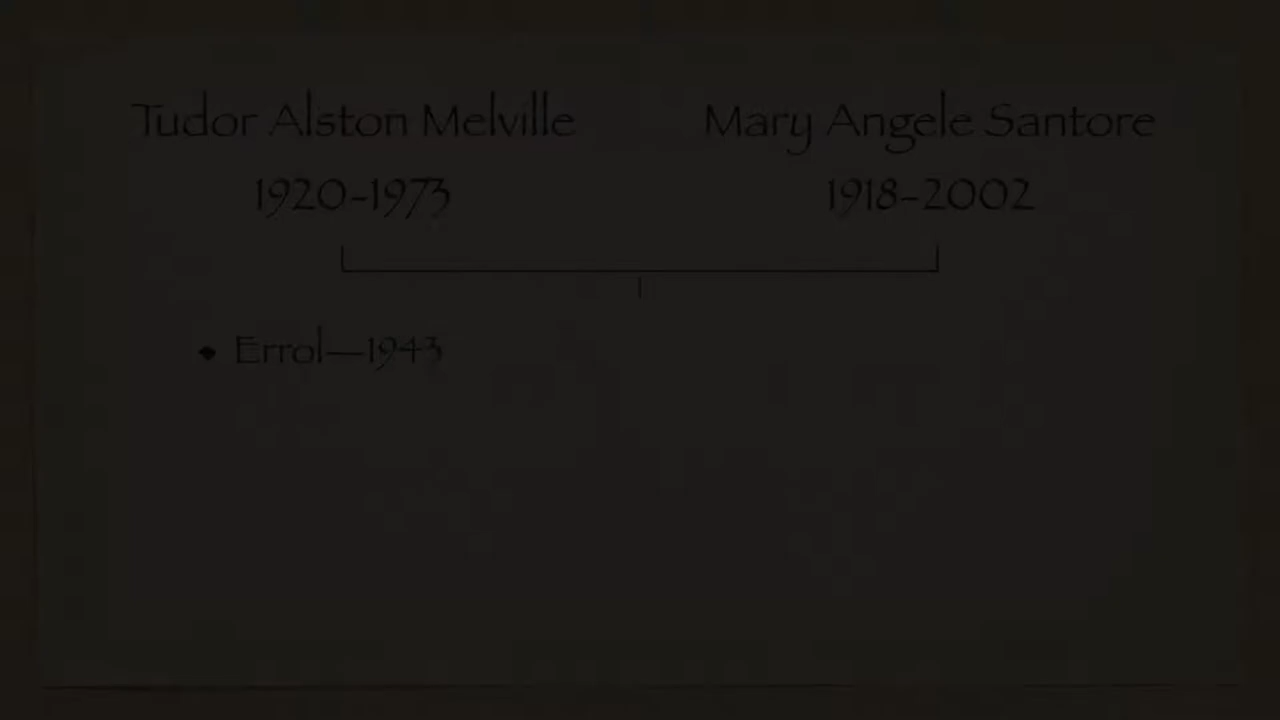 Tudor Alston Melville Mary Angele Santore
1920-1973 1918-2002
• Errol—1943